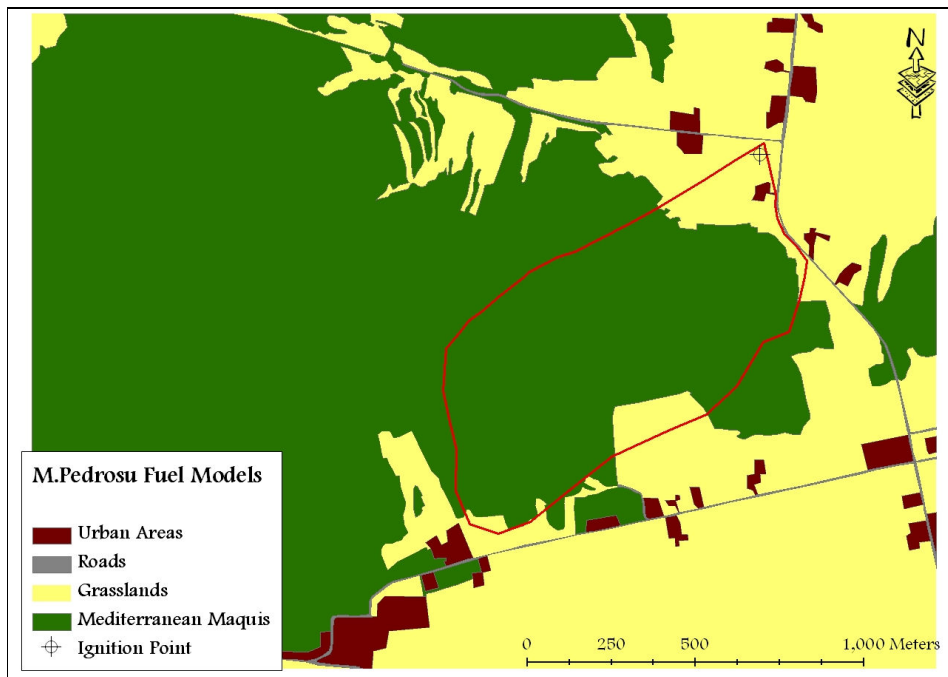 N
M.Pedrosu Fuel Models
Urban Areas
Roads
Grasslands
Mediterranean Maquis
Ignition Point
0 250 500 1,000 Meters